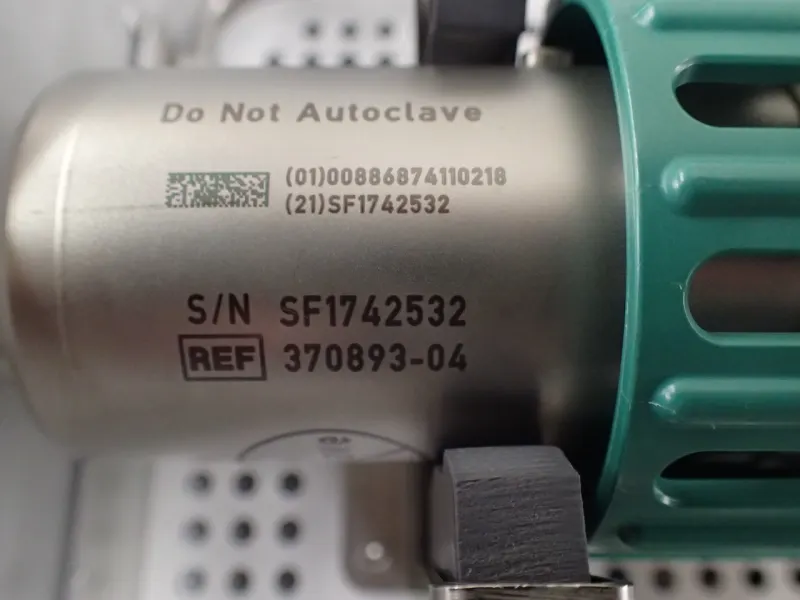 Do Not Autoclave
(01)00886874110218
(21)SF1742532
S/N SF1742532
REF 370893-04